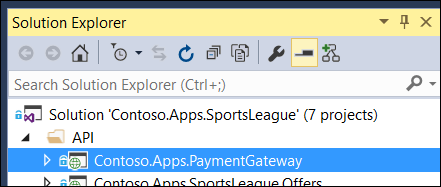 Solution Explorer
Search Solution Explorer (Ctrl+;)
Solution 'Contoso.Apps.SportsLeague' (7 projects)
API
Contoso.Apps.PaymentGateway
Contoso.Apps.SportsLeague.Offers